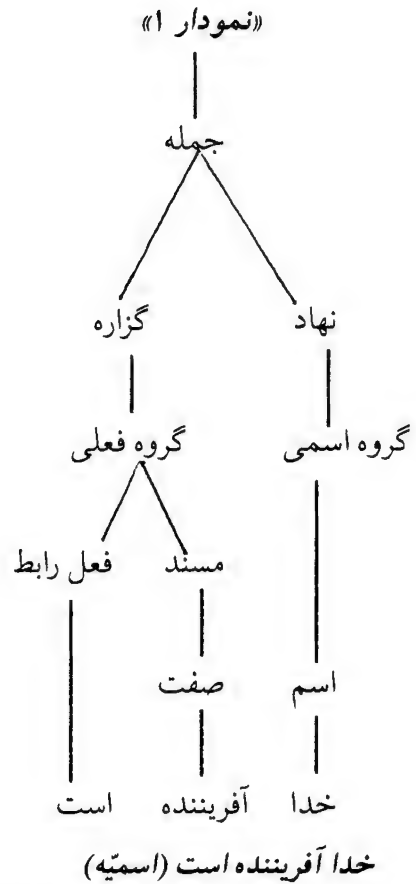 «نمودار ۱»
جمله
نهاد گزاره
گروه اسمی گروه فعلی
مسند فعل رابط
اسم صفت
خدا آفریننده است
خدا آفریننده است (اسمیّه)